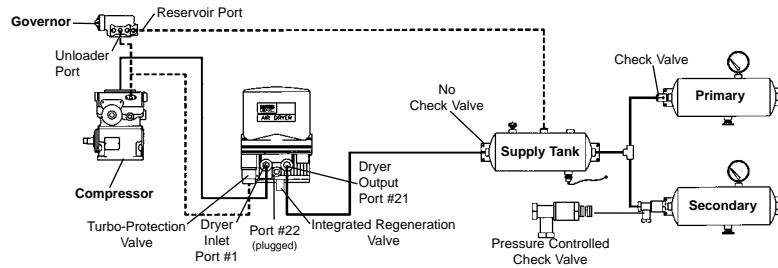 Governor
Reservoir Port
Unloader
Port
Compressor
AIR DRYER
Turbo-Protection
Valve
Dryer
Inlet
Port #1
Port #22
(plugged)
Dryer
Output
Port #21
Integrated Regeneration
Valve
No
Check Valve
Supply Tank
Check Valve
Primary
Secondary
Pressure Controlled
Check Valve